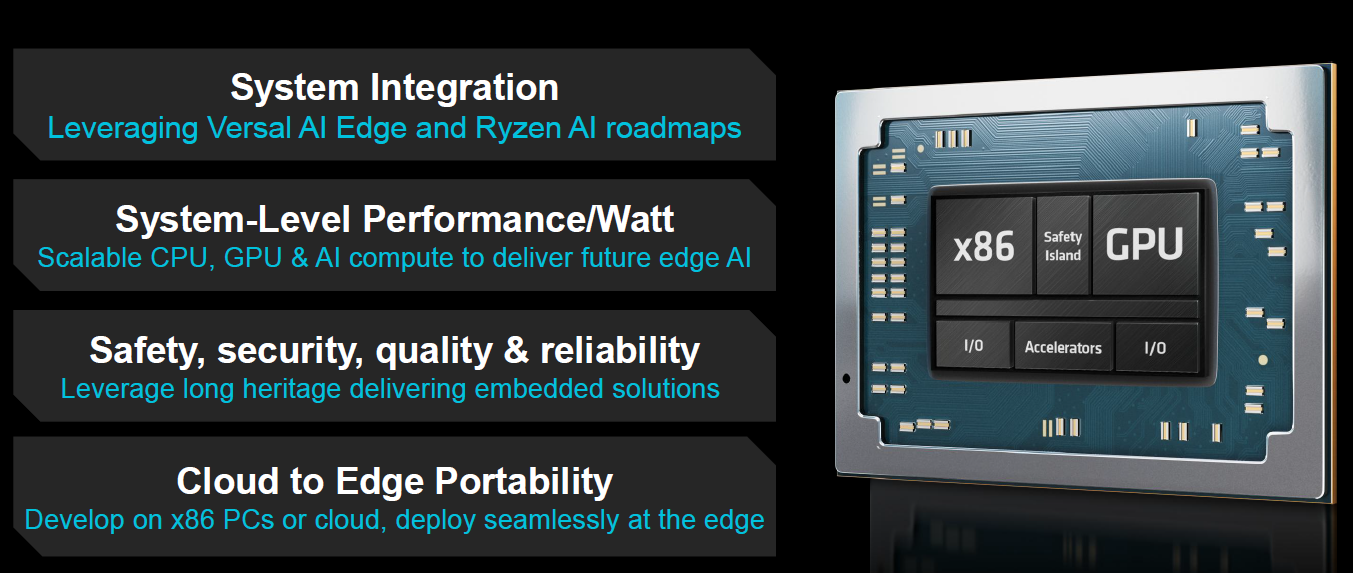 System Integration
Leveraging Versal AI Edge and Ryzen AI roadmaps
System-Level Performance/Watt
Scalable CPU, GPU & AI compute to deliver future edge AI
Safety, security, quality & reliability
Leverage long heritage delivering embedded solutions
Cloud to Edge Portability
Develop on x86 PCs or cloud, deploy seamlessly at the edge
x86
Safety
Island
GPU
I/O
Accelerators
I/O